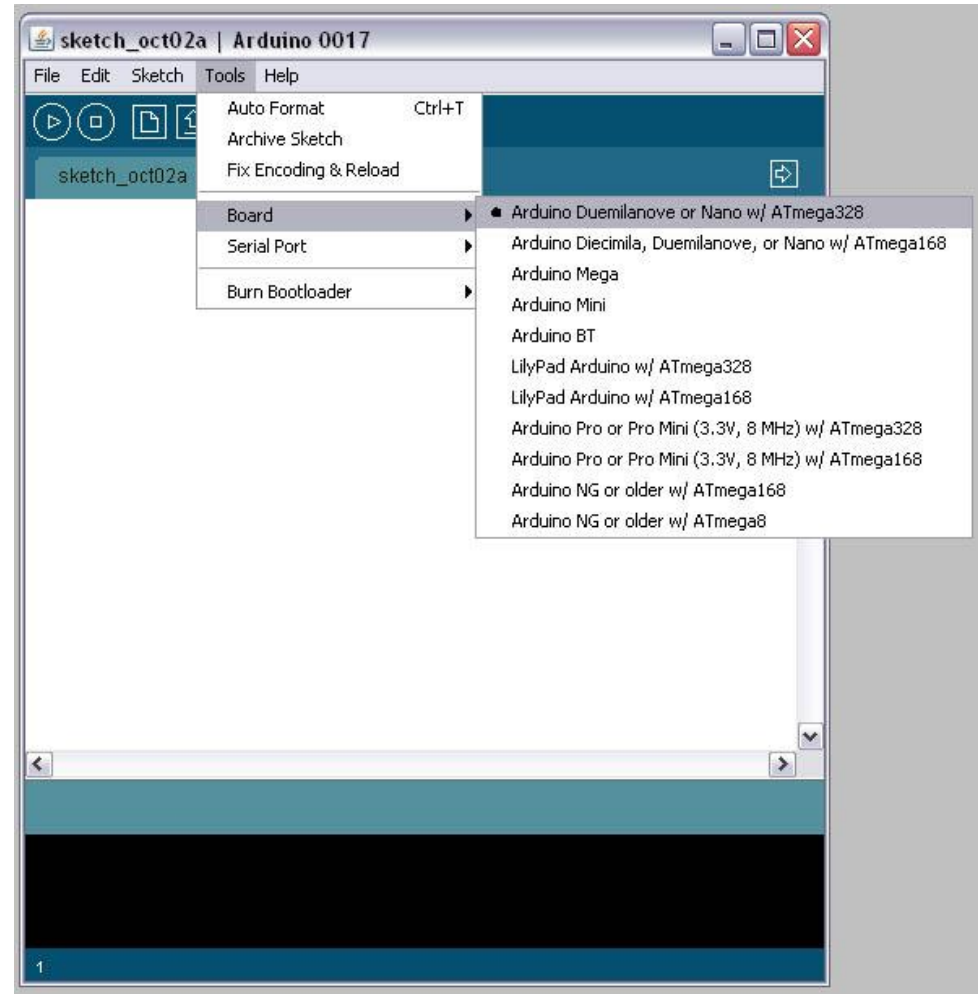 sketch_oct02a | Arduino 0017
File Edit Sketch Tools Help
Auto Format Ctrl+T
Archive Sketch
Fix Encoding & Reload
sketch_oct02a
Board
Serial Port
Burn Bootloader
Arduino Duemilanove or Nano w/ ATmega328
Arduino Diecimila, Duemilanove, or Nano w/ ATmega168
Arduino Mega
Arduino Mini
Arduino BT
LilyPad Arduino w/ ATmega328
LilyPad Arduino w/ ATmega168
Arduino Pro or Pro Mini (3.3V, 8 MHz) w/ ATmega328
Arduino Pro or Pro Mini (3.3V, 8 MHz) w/ ATmega168
Arduino NG or older w/ ATmega168
Arduino NG or older w/ ATmega8
1